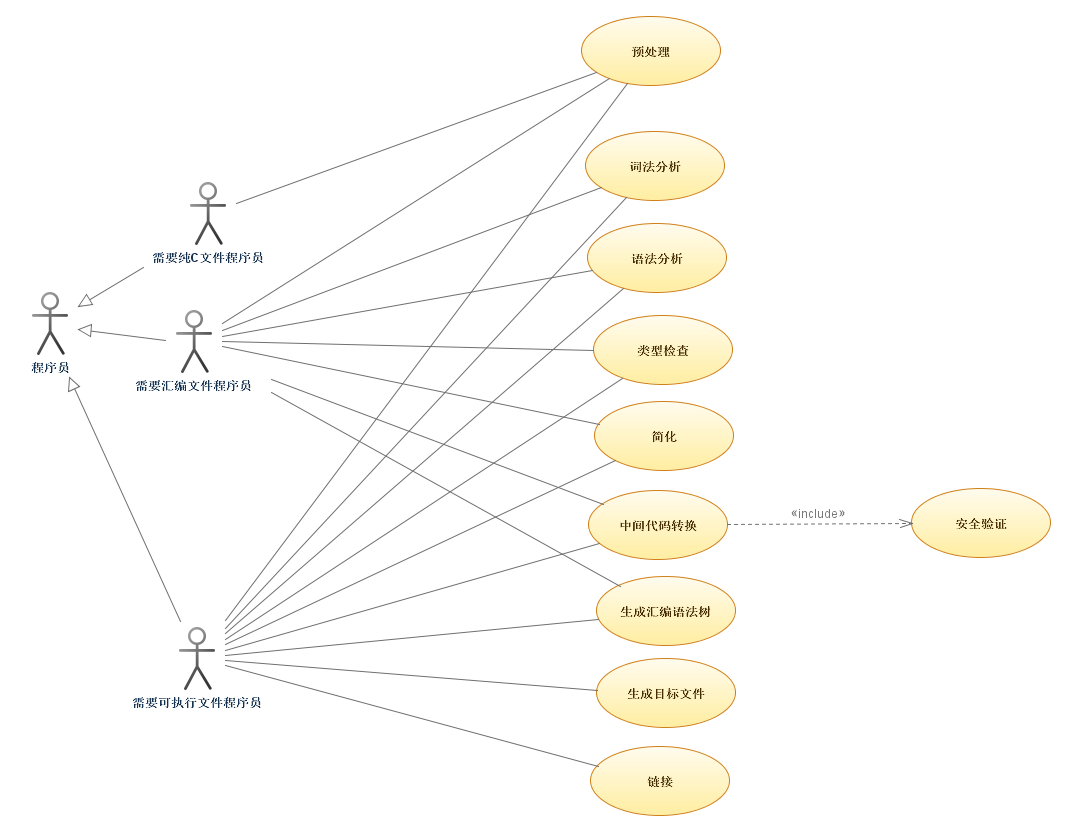 预处理
词法分析
需要纯C文件程序员
语法分析
类型检查
程序员
需要汇编文件程序员
简化
中间代码转换
«include»
安全验证
生成汇编语法树
需要可执行文件程序员
生成目标文件
链接